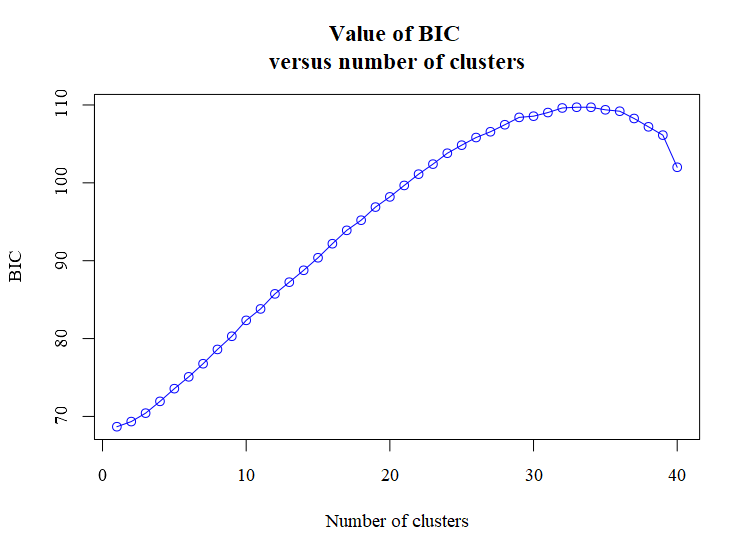 Value of BIC
versus number of clusters
110
100
90
80
70
BIC
0 10 20 30 40
Number of clusters